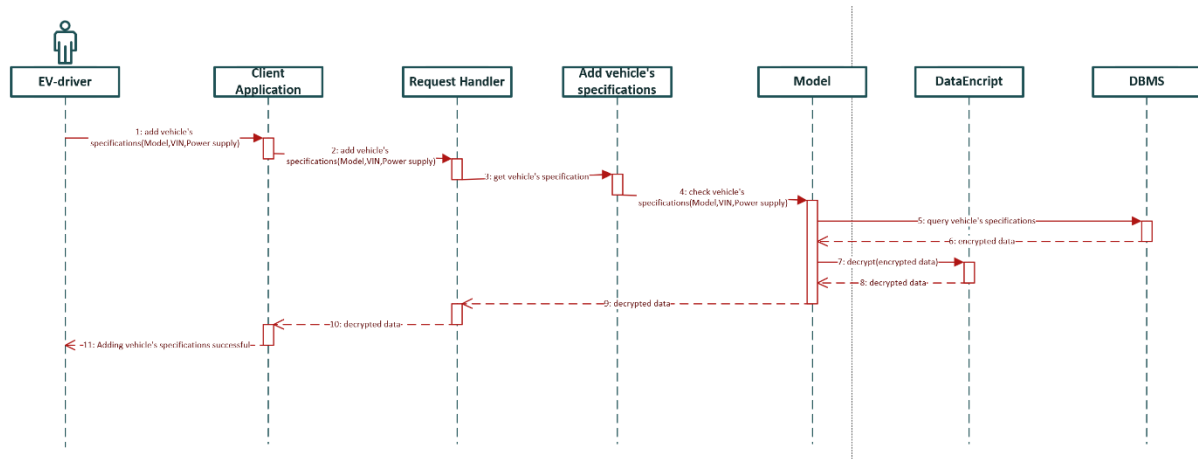 EV-driver
Client
Application
Request Handler
Add vehicle's
specifications
Model
DataEncript
DBMS
1: add vehicle's
specifications(Model,VIN,Power supply)
2: add vehicle's
specifications(Model,VIN,Power supply)
3: get vehicle's specification
4: check vehicle's
specifications(Model,VIN,Power supply)
5: query vehicle's specifications
6: encrypted data
7: decrypt(encrypted data)
8: decrypted data
9: decrypted data
10: decrypted data
11: Adding vehicle's specifications successful